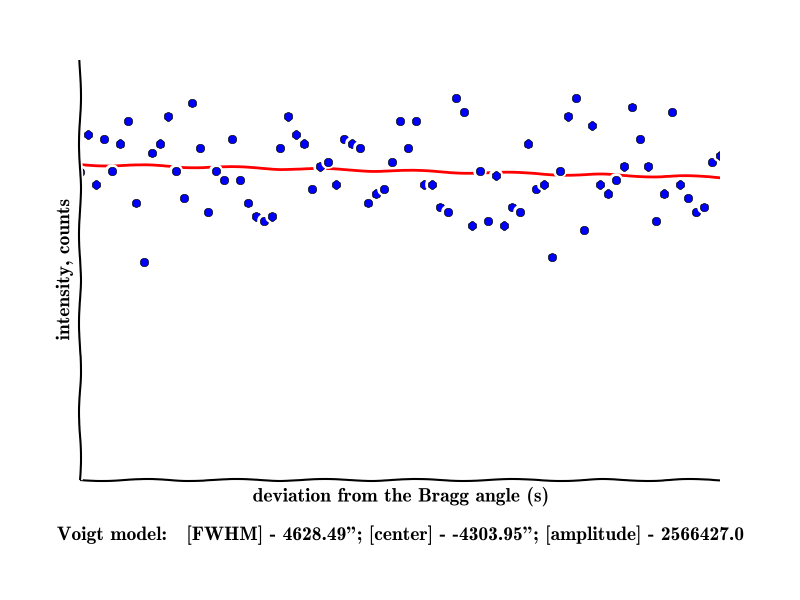 intensity, counts
deviation from the Bragg angle (s)
Voigt model: [FWHM] - 4628.49”; [center] - -4303.95”; [amplitude] - 2566427.0